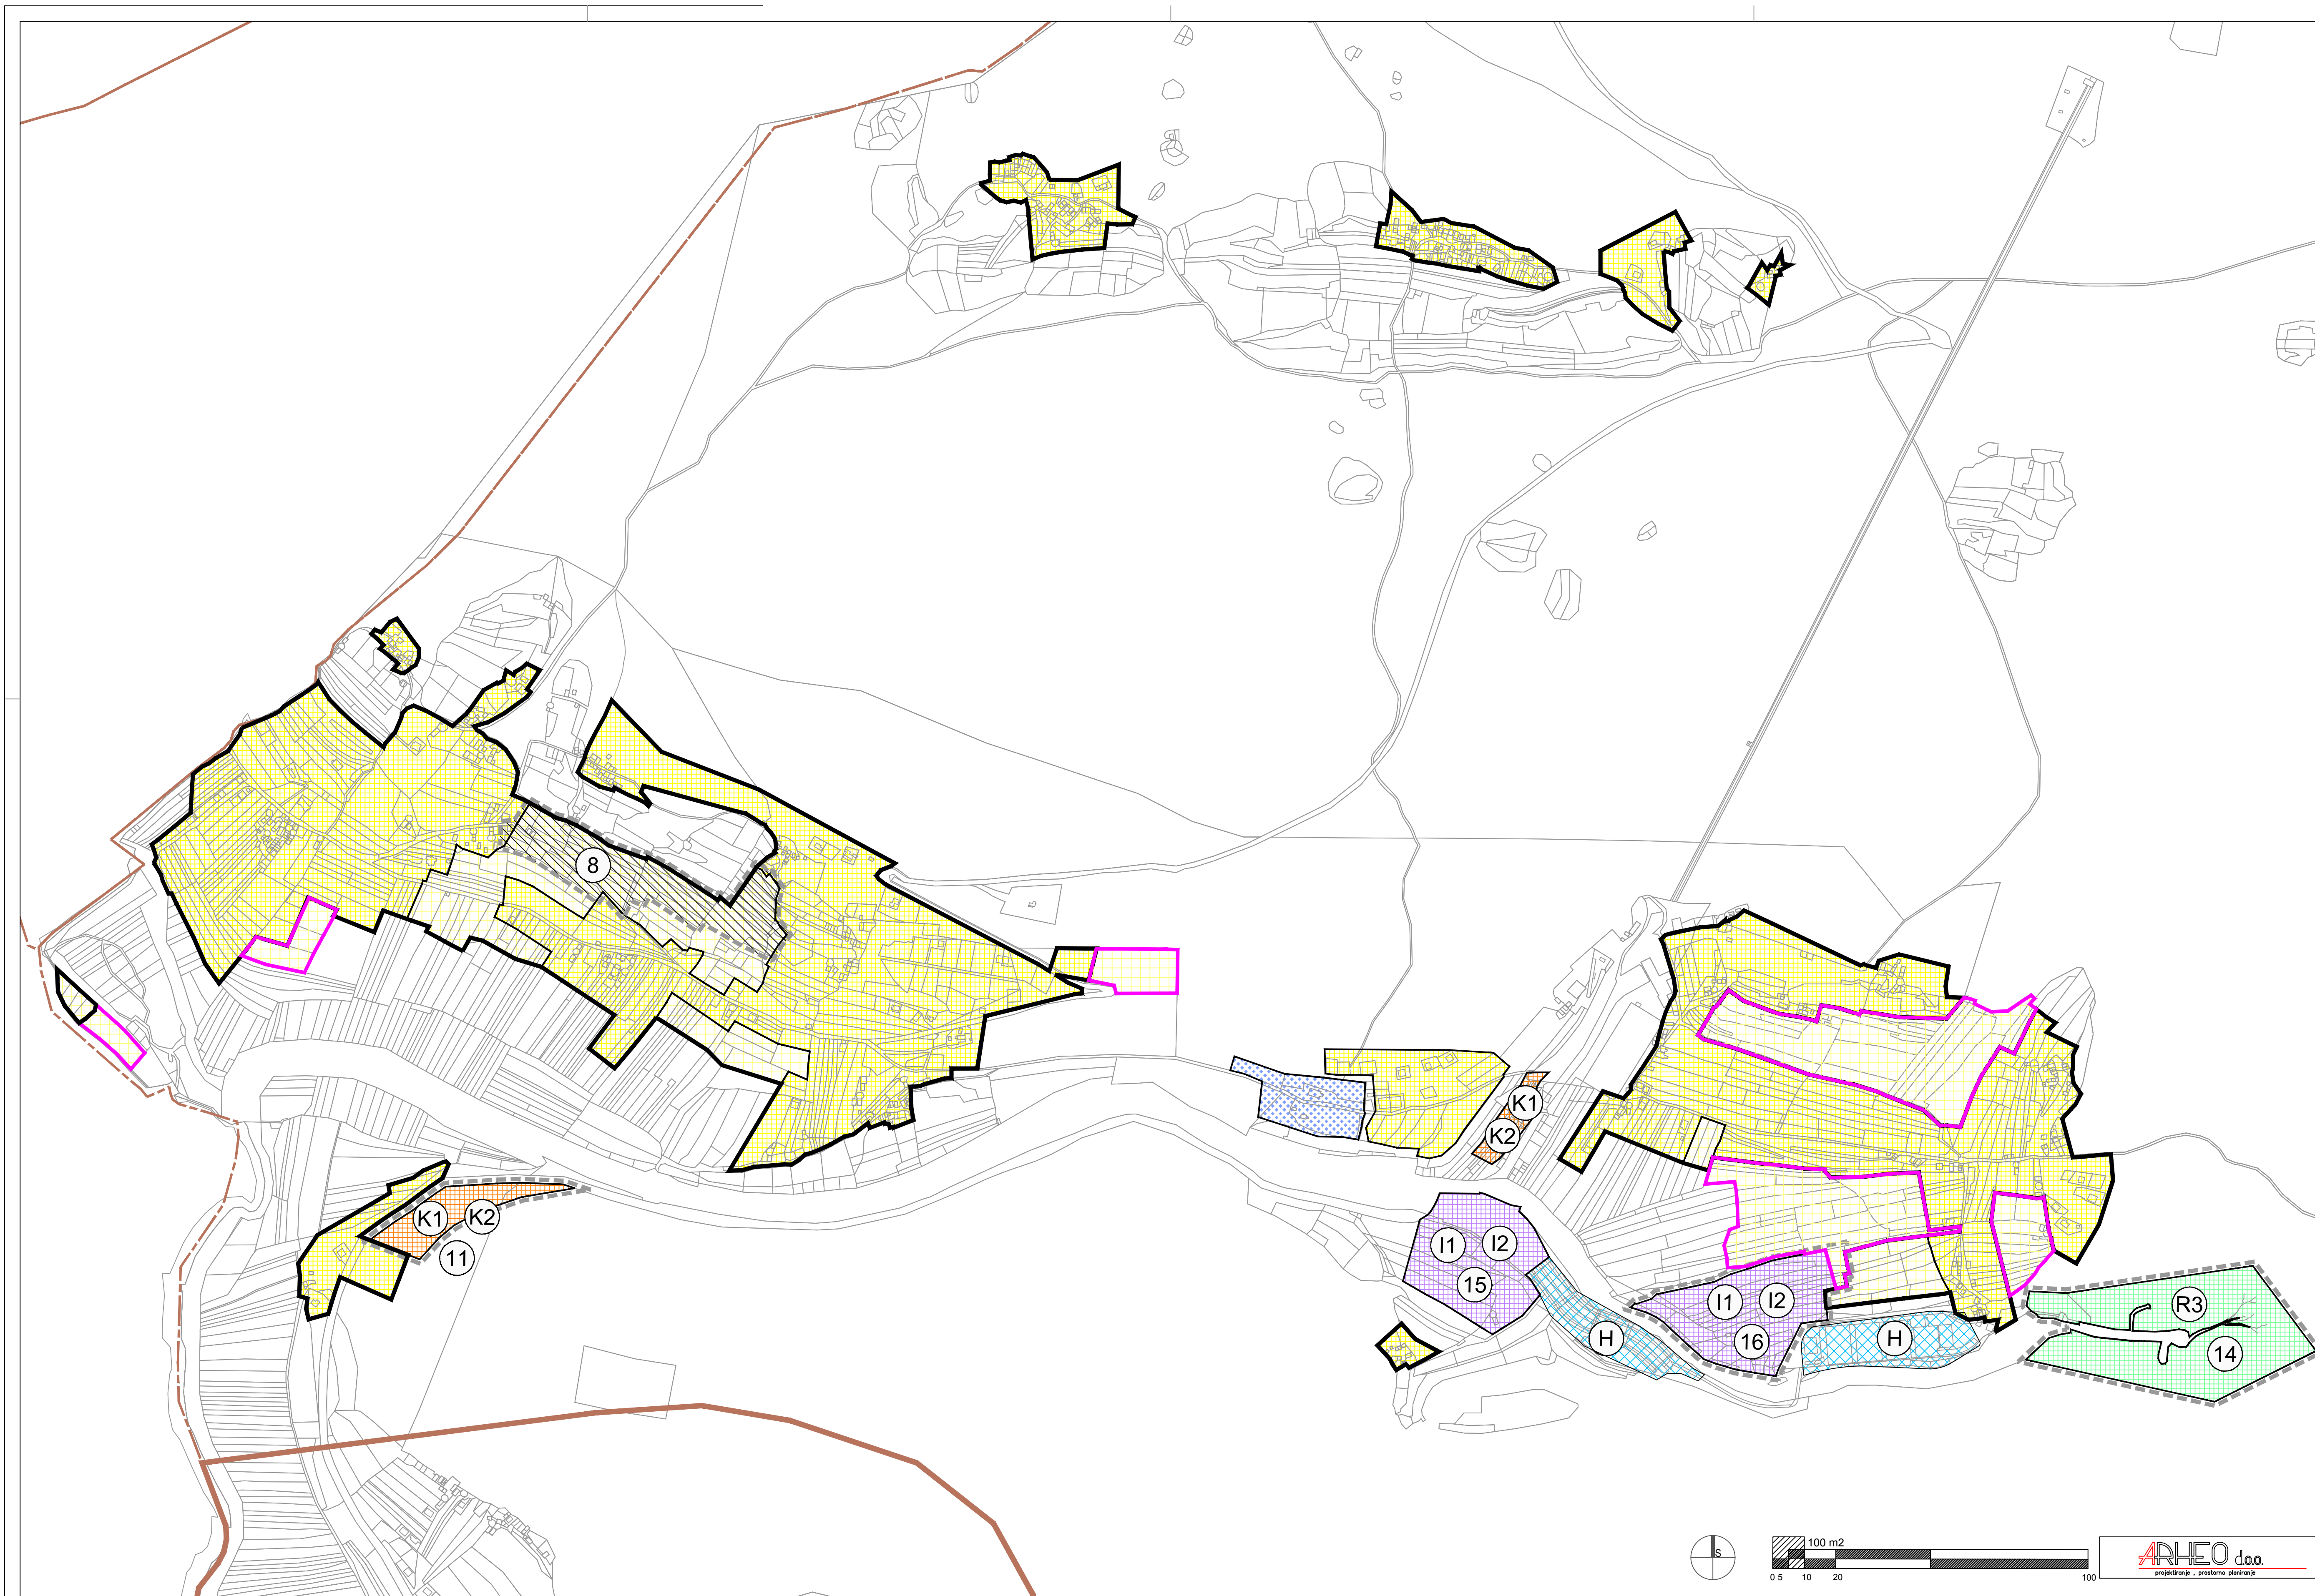 8
K1
K2
K1 K2
11
I1 I2
15
I1 I2
16
H
H
R3
14
S
100 m2
0 5 10 20 100
ARHEO d.o.o.
projektiranje , prostorno planiranje